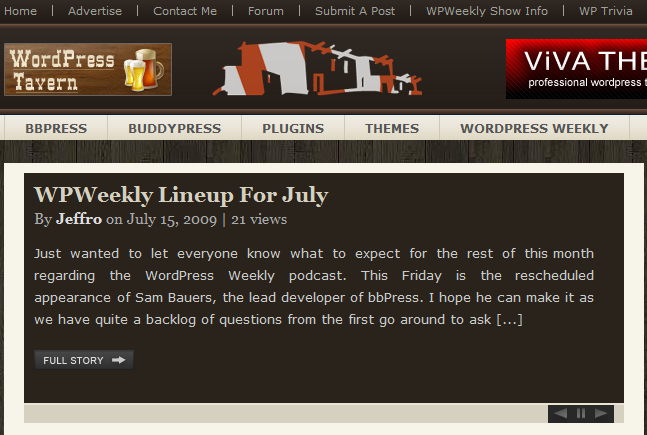 Home | Advertise | Contact Me | Forum | Submit A Post | WPWeekly Show Info | WP Trivia
WordPress
Tavern
ViVA THE
professional wordpress t
BBPRESS BUDDYPRESS PLUGINS THEMES WORDPRESS WEEKLY
WPWeekly Lineup For July
By Jeffro on July 15, 2009 | 21 views
Just wanted to let everyone know what to expect for the rest of this month
regarding the WordPress Weekly podcast. This Friday is the rescheduled
appearance of Sam Bauers, the lead developer of bbPress. I hope he can make it as
we have quite a backlog of questions from the first go around to ask [...]
FULL STORY